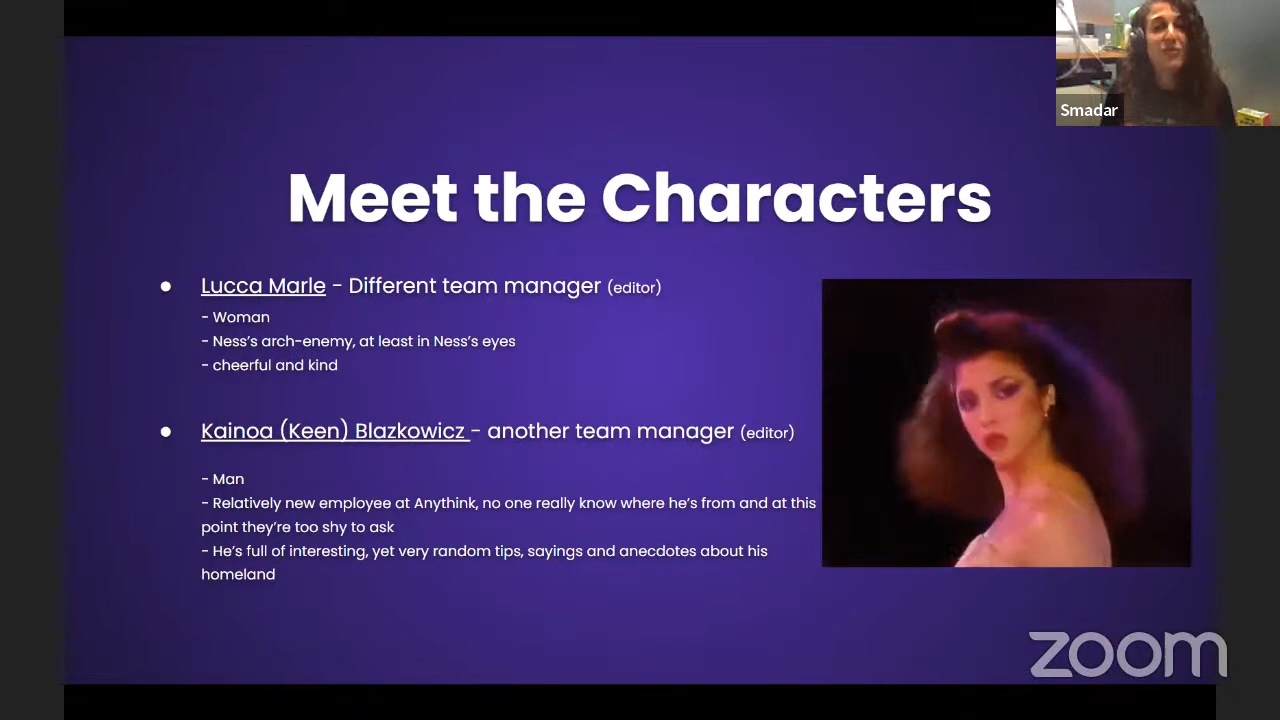 Smadar
Meet the Characters
● Lucca Marle - Different team manager (editor)
- Woman
- Ness's arch-enemy, at least in Ness's eyes
- cheerful and kind
● Kainoa (Keen) Blazkowicz - another team manager (editor)
- Man
- Relatively new employee at Anythink, no one really know where he's from and at this
point they're too shy to ask
- He's full of interesting, yet very random tips, sayings and anecdotes about his
homeland
zoom